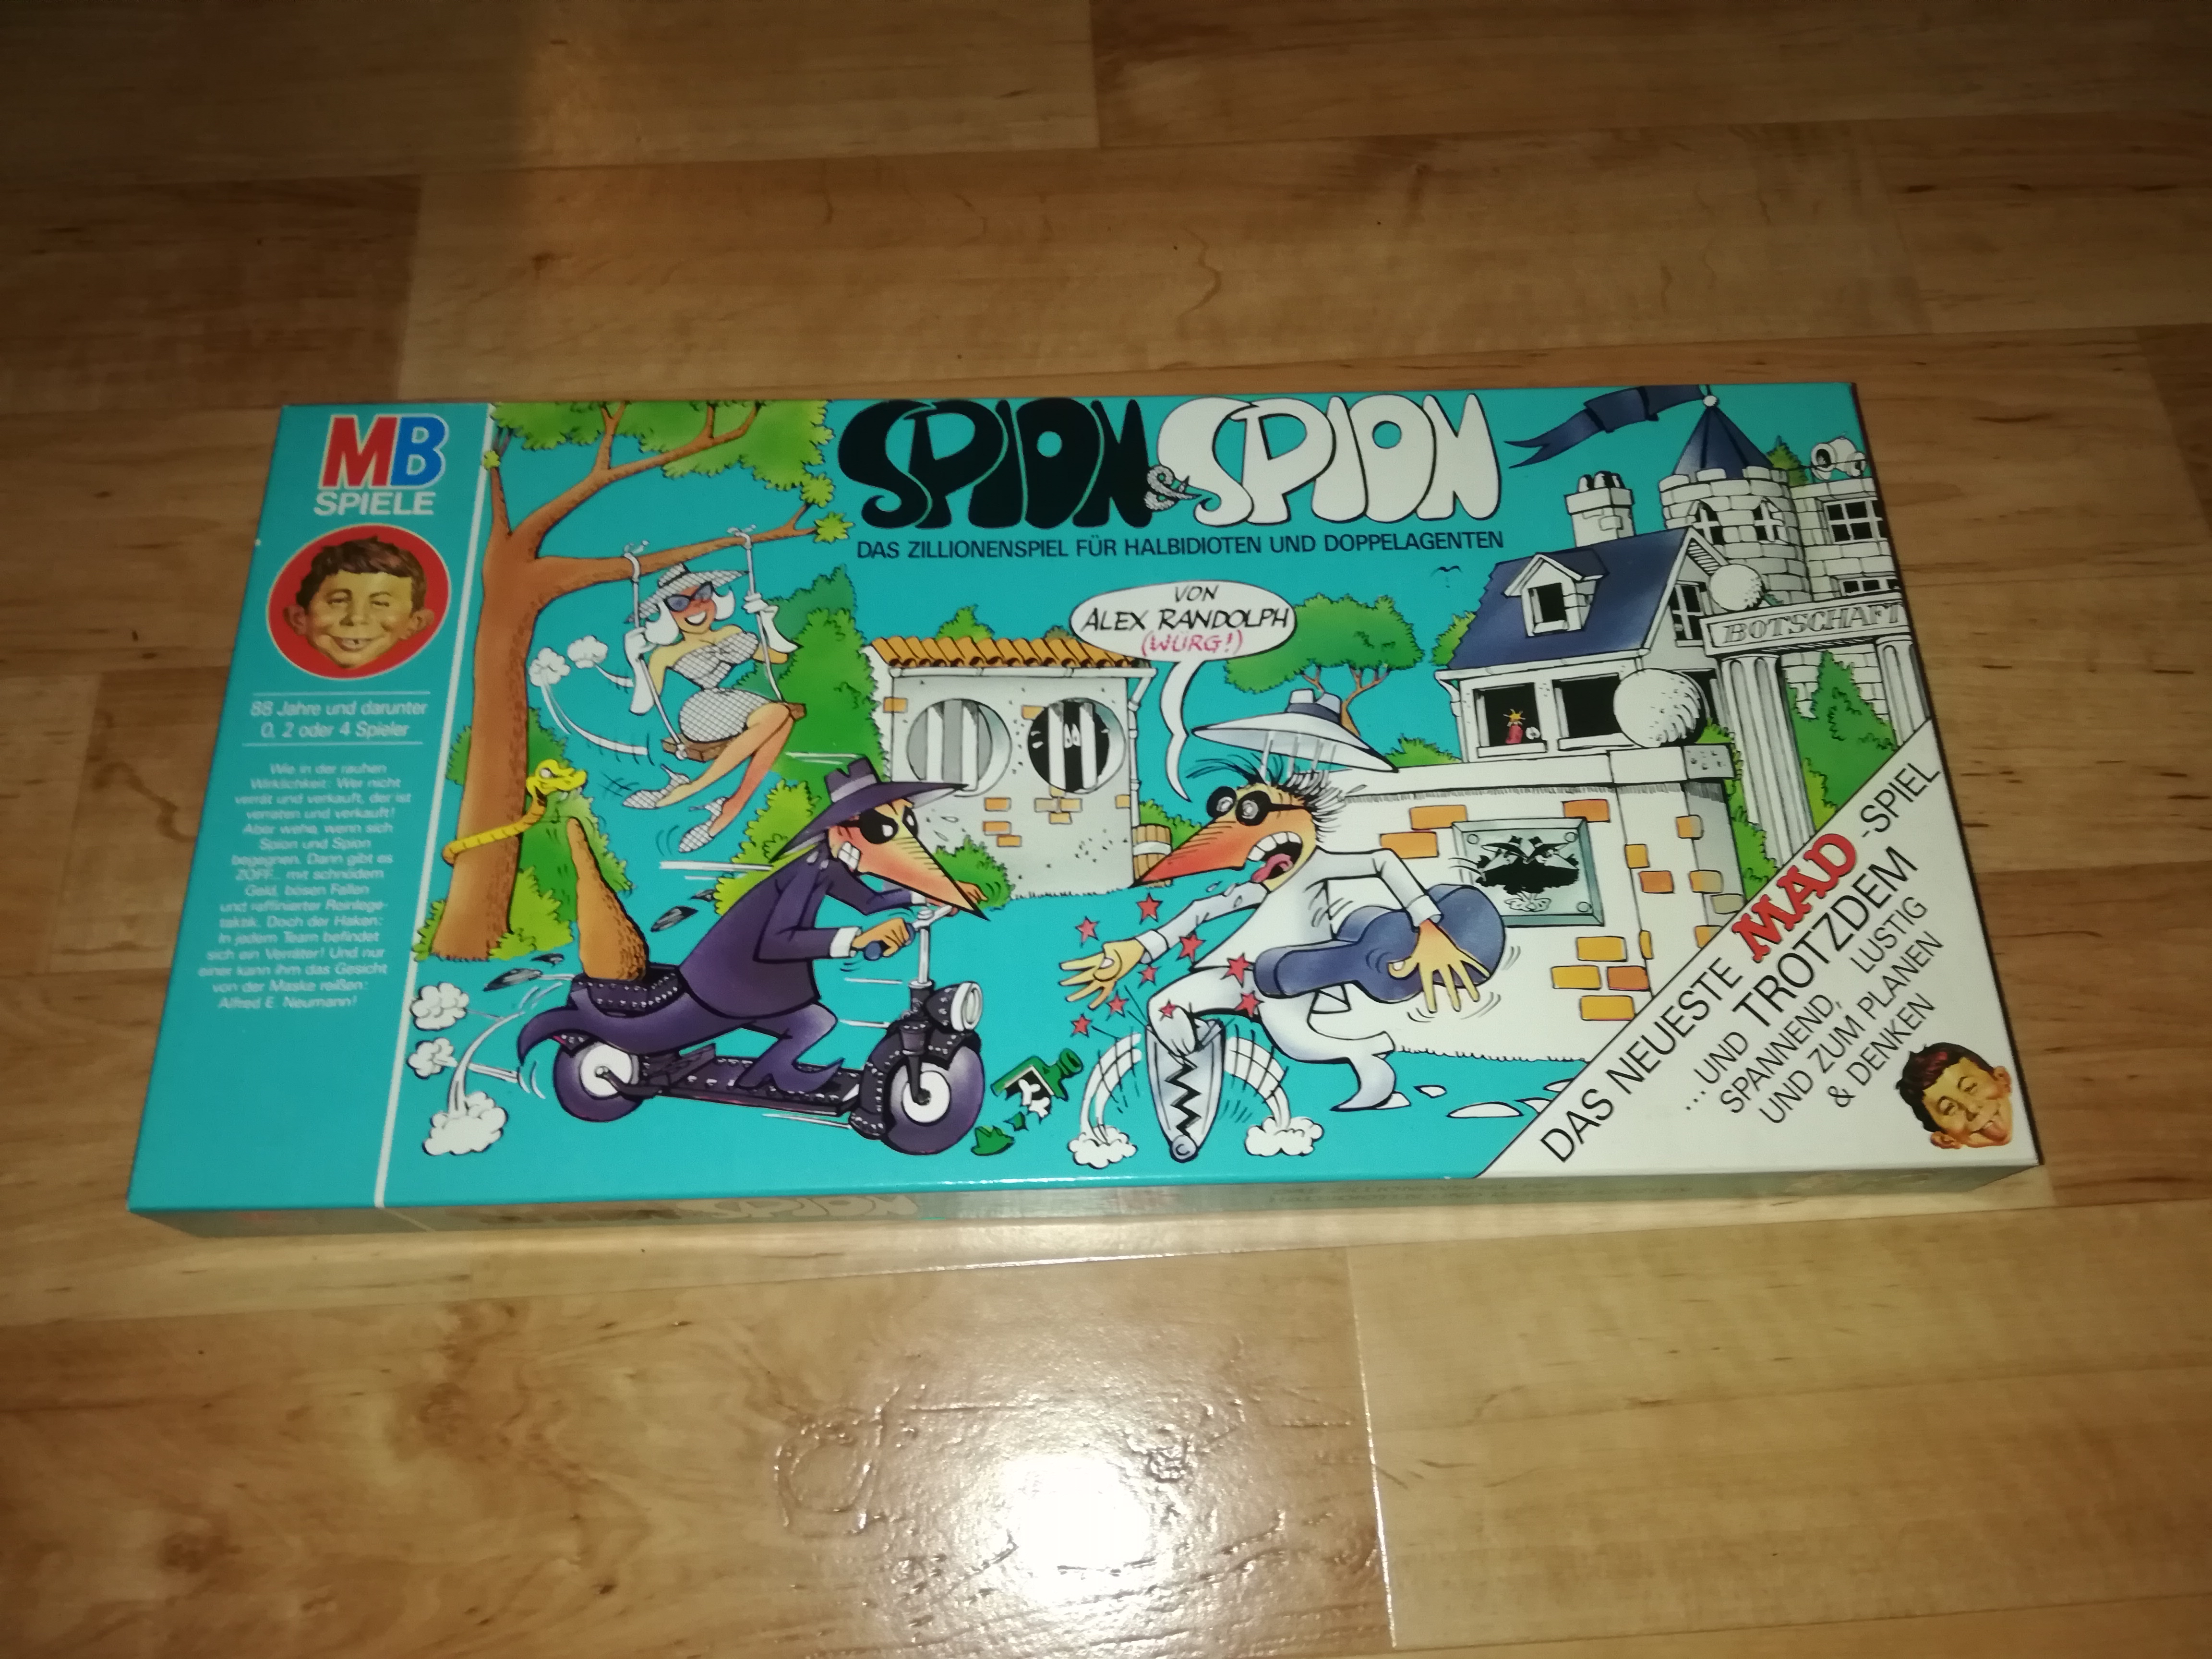 MB
SPIELE
88 Jahre und darunter
0, 2 oder 4 Spieler
Wie in der rauhen
Wirklichkeit: Wer nicht
verrät und verkauft, der ist
verraten und verkauft!
Aber wehe, wenn sich
Spion und Spion
begegnen. Dann gibt es
ZOFF... mit schnödem
Geld, bösen Fallen
und raffinierter Reinlege-
taktik. Doch der Haken:
In jedem Team befindet
sich ein Verräter! Und nur
einer kann ihm das Gesicht
von der Maske reißen:
Alfred E. Neumann!
SPION & SPION
DAS ZILLIONENSPIEL FÜR HALBIDIOTEN UND DOPPELAGENTEN
VON
ALEX RANDOLPH
(WÜRG!)
BOTSCHAFT
DAS NEUESTE MAD-SPIEL
...UND TROTZDEM
SPANNEND, LUSTIG
UND ZUM PLANEN
& DENKEN
SPION